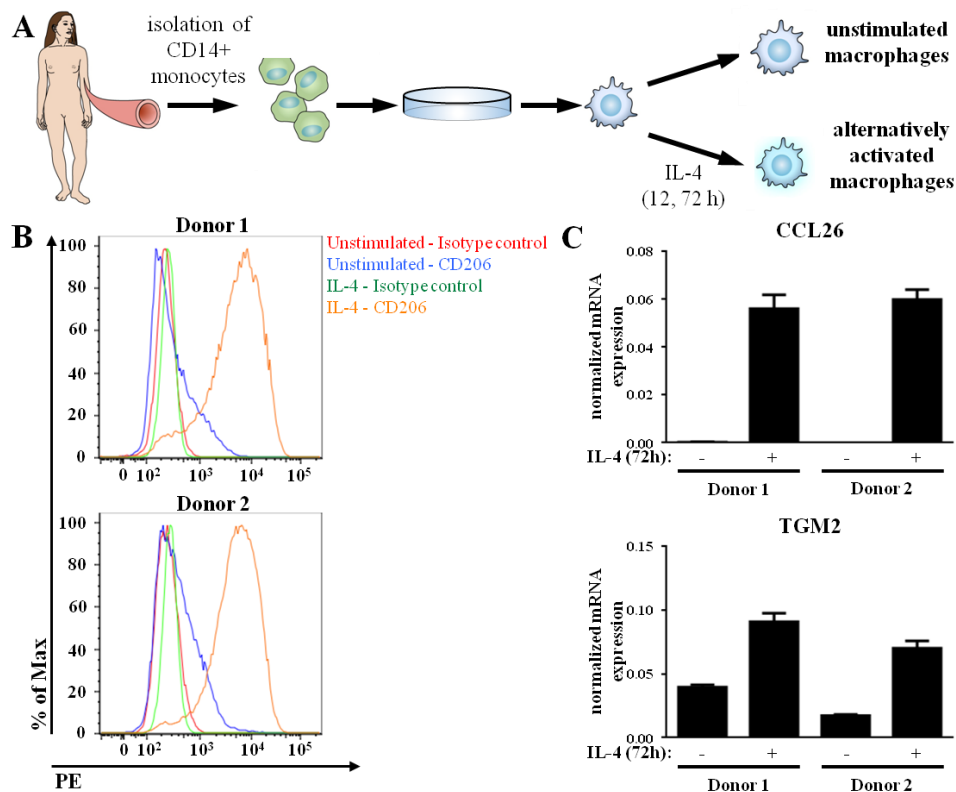 A
isolation of
CD14+
monocytes
unstimulated
macrophages
IL-4
(12, 72 h)
alternatively
activated
macrophages
B
Donor 1
100
80
60
40
20
0
0 10² 10³ 10⁴ 10⁵
Unstimulated - Isotype control
Unstimulated - CD206
IL-4 - Isotype control
IL-4 - CD206
Donor 2
100
80
60
40
20
0
0 10² 10³ 10⁴ 10⁵
% of Max
PE
C
CCL26
normalized mRNA
expression
0.08
0.06
0.04
0.02
0.00
IL-4 (72h): - + - +
Donor 1 Donor 2
TGM2
normalized mRNA
expression
0.15
0.10
0.05
0.00
IL-4 (72h): - + - +
Donor 1 Donor 2